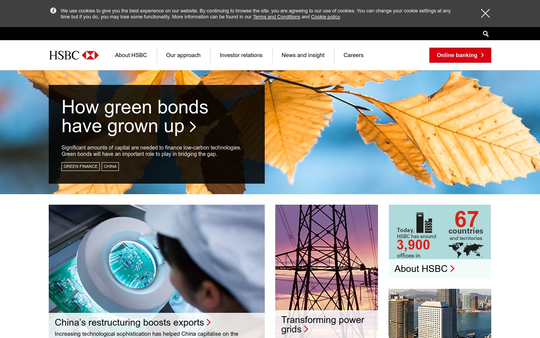 We use cookies to give you the best experience on our website. By continuing to browse the site, you are agreeing to our use of cookies. You can change your cookie settings at any
time but if you do, you may lose some functionality. More information can be found in our Terms and Conditions and Cookie policy.
HSBC
About HSBC
Our approach
Investor relations
News and insight
Careers
Online banking
How green bonds
have grown up
Significant amounts of capital are needed to finance low-carbon technologies.
Green bonds will have an important role to play in bridging the gap.
GREEN FINANCE
CHINA
China's restructuring boosts exports
Increasing technological sophistication has helped China capitalise on the
Transforming power
grids
Today,
HSBC has around
3,900
offices in
67
countries
and territories
About HSBC